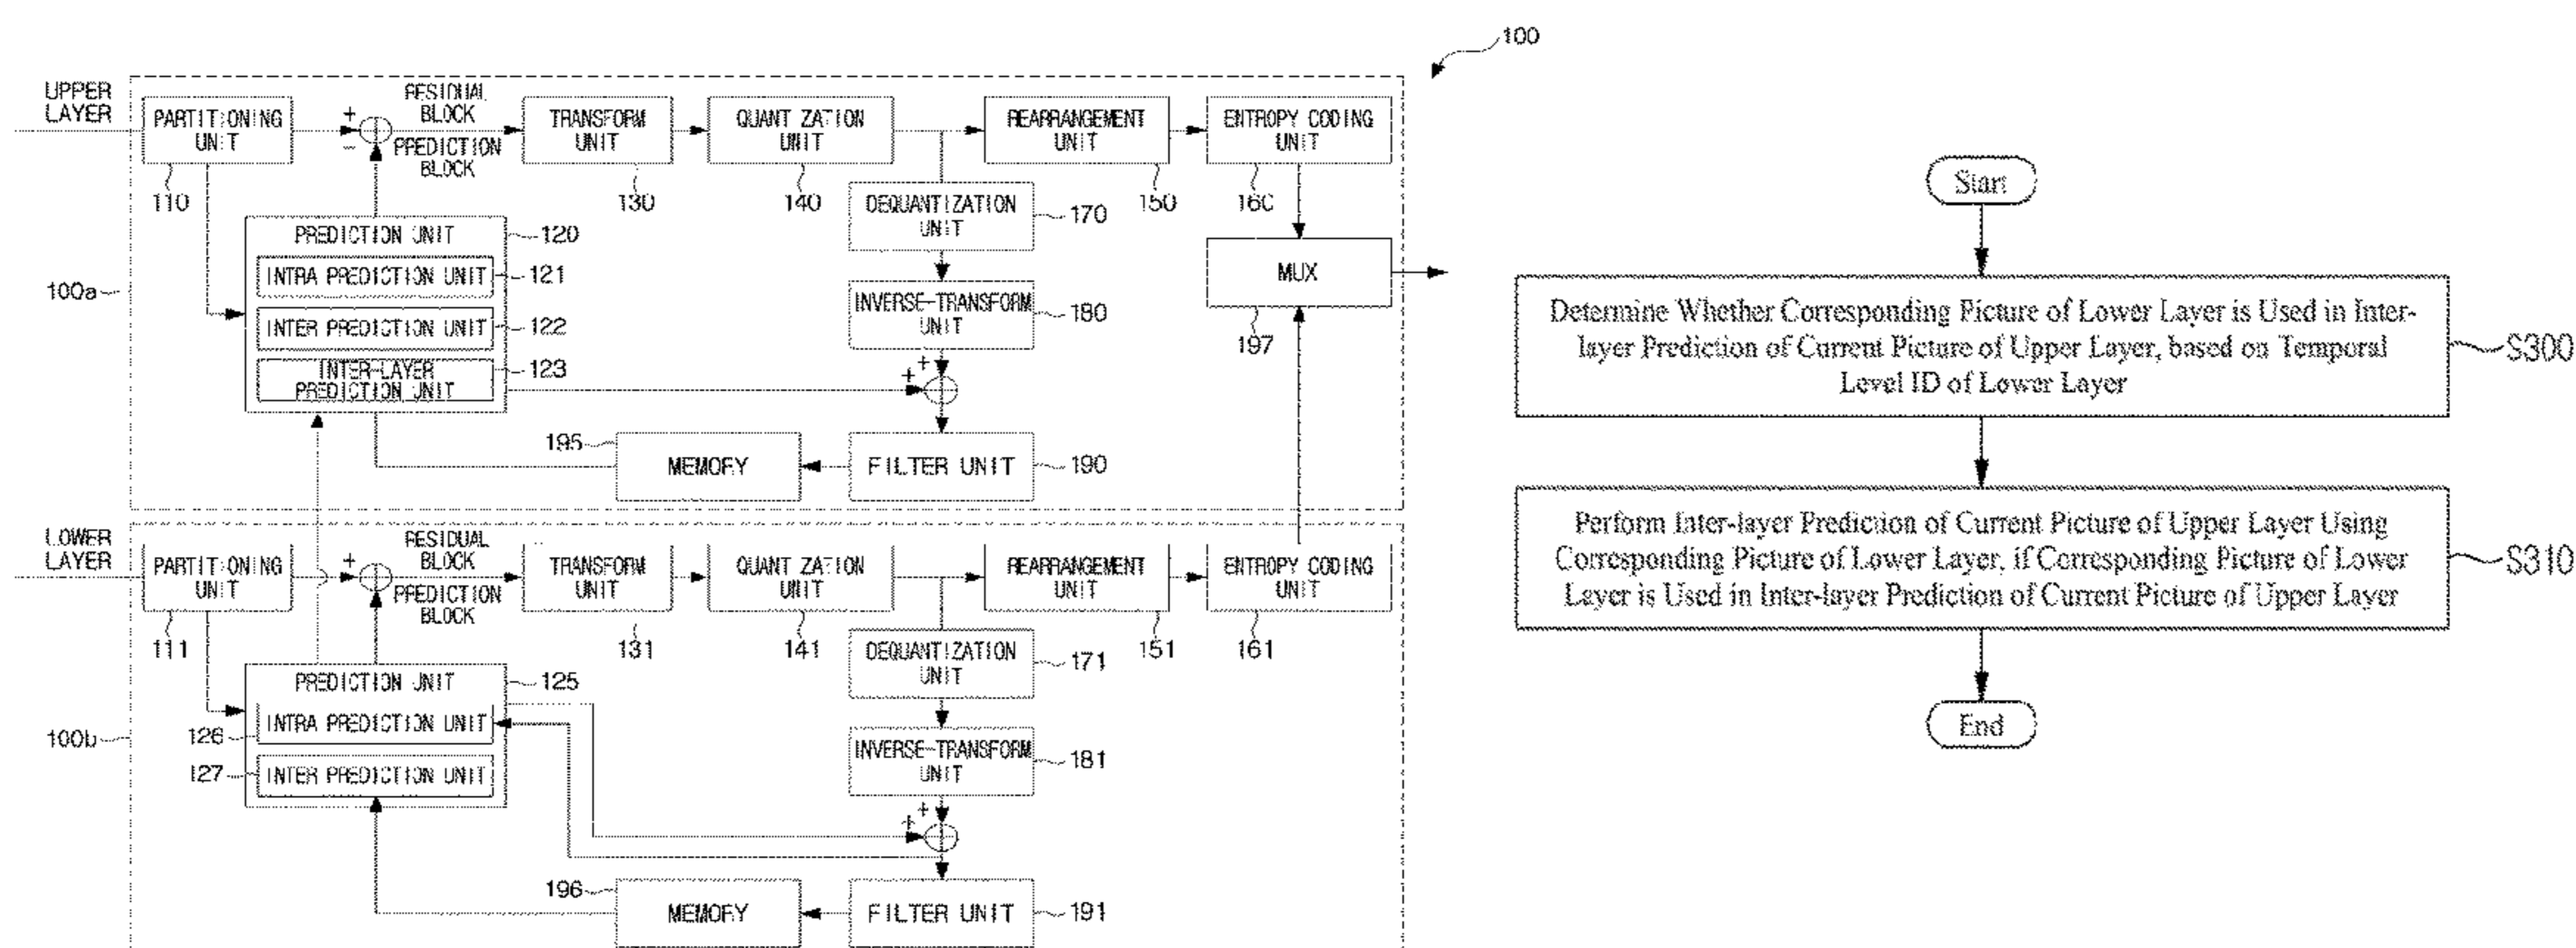 100
UPPER
LAYER
PARTITIONING
UNIT
110
+
−
RESIDUAL
BLOCK
PREDICTION
BLOCK
TRANSFORM
UNIT
130
QUANTIZATION
UNIT
140
REARRANGEMENT
UNIT
150
ENTROPY CODING
UNIT
160
DEQUANTIZATION
UNIT
170
PREDICTION UNIT
120
INTRA PREDICTION UNIT
121
INTER PREDICTION UNIT
122
INTER-LAYER
PREDICTION UNIT
123
100a
INVERSE-TRANSFORM
UNIT
180
+
+
MUX
197
195
MEMORY
FILTER UNIT
190
LOWER
LAYER
PARTITIONING
UNIT
111
+
RESIDUAL
BLOCK
PREDICTION
BLOCK
TRANSFORM
UNIT
131
QUANTIZATION
UNIT
141
REARRANGEMENT
UNIT
151
ENTROPY CODING
UNIT
161
DEQUANTIZATION
UNIT
171
PREDICTION UNIT
125
INTRA PREDICTION UNIT
126
INTER PREDICTION UNIT
127
100b
INVERSE-TRANSFORM
UNIT
181
+
+
196
MEMORY
FILTER UNIT
191
Start
Determine Whether Corresponding Picture of Lower Layer is Used in Inter-
layer Prediction of Current Picture of Upper Layer, based on Temporal
Level ID of Lower Layer
S300
Perform Inter-layer Prediction of Current Picture of Upper Layer Using
Corresponding Picture of Lower Layer, if Corresponding Picture of Lower
Layer is Used in Inter-layer Prediction of Current Picture of Upper Layer
S310
End